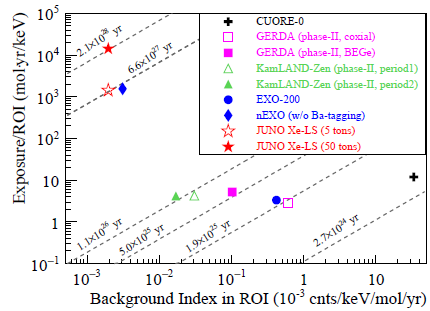 Exposure/ROI (mol·yr/keV)
10⁵
10⁴
10³
10²
10
1
10⁻¹
2.1×10²⁸ yr
6.6×10²⁷ yr
1.1×10²⁶ yr
5.0×10²⁵ yr
1.9×10²⁵ yr
2.7×10²⁴ yr
CUORE-0
GERDA (phase-II, coxial)
GERDA (phase-II, BEGe)
KamLAND-Zen (phase-II, period1)
KamLAND-Zen (phase-II, period2)
EXO-200
nEXO (w/o Ba-tagging)
JUNO Xe-LS (5 tons)
JUNO Xe-LS (50 tons)
10⁻³ 10⁻² 10⁻¹ 1 10
Background Index in ROI (10⁻³ cnts/keV/mol/yr)